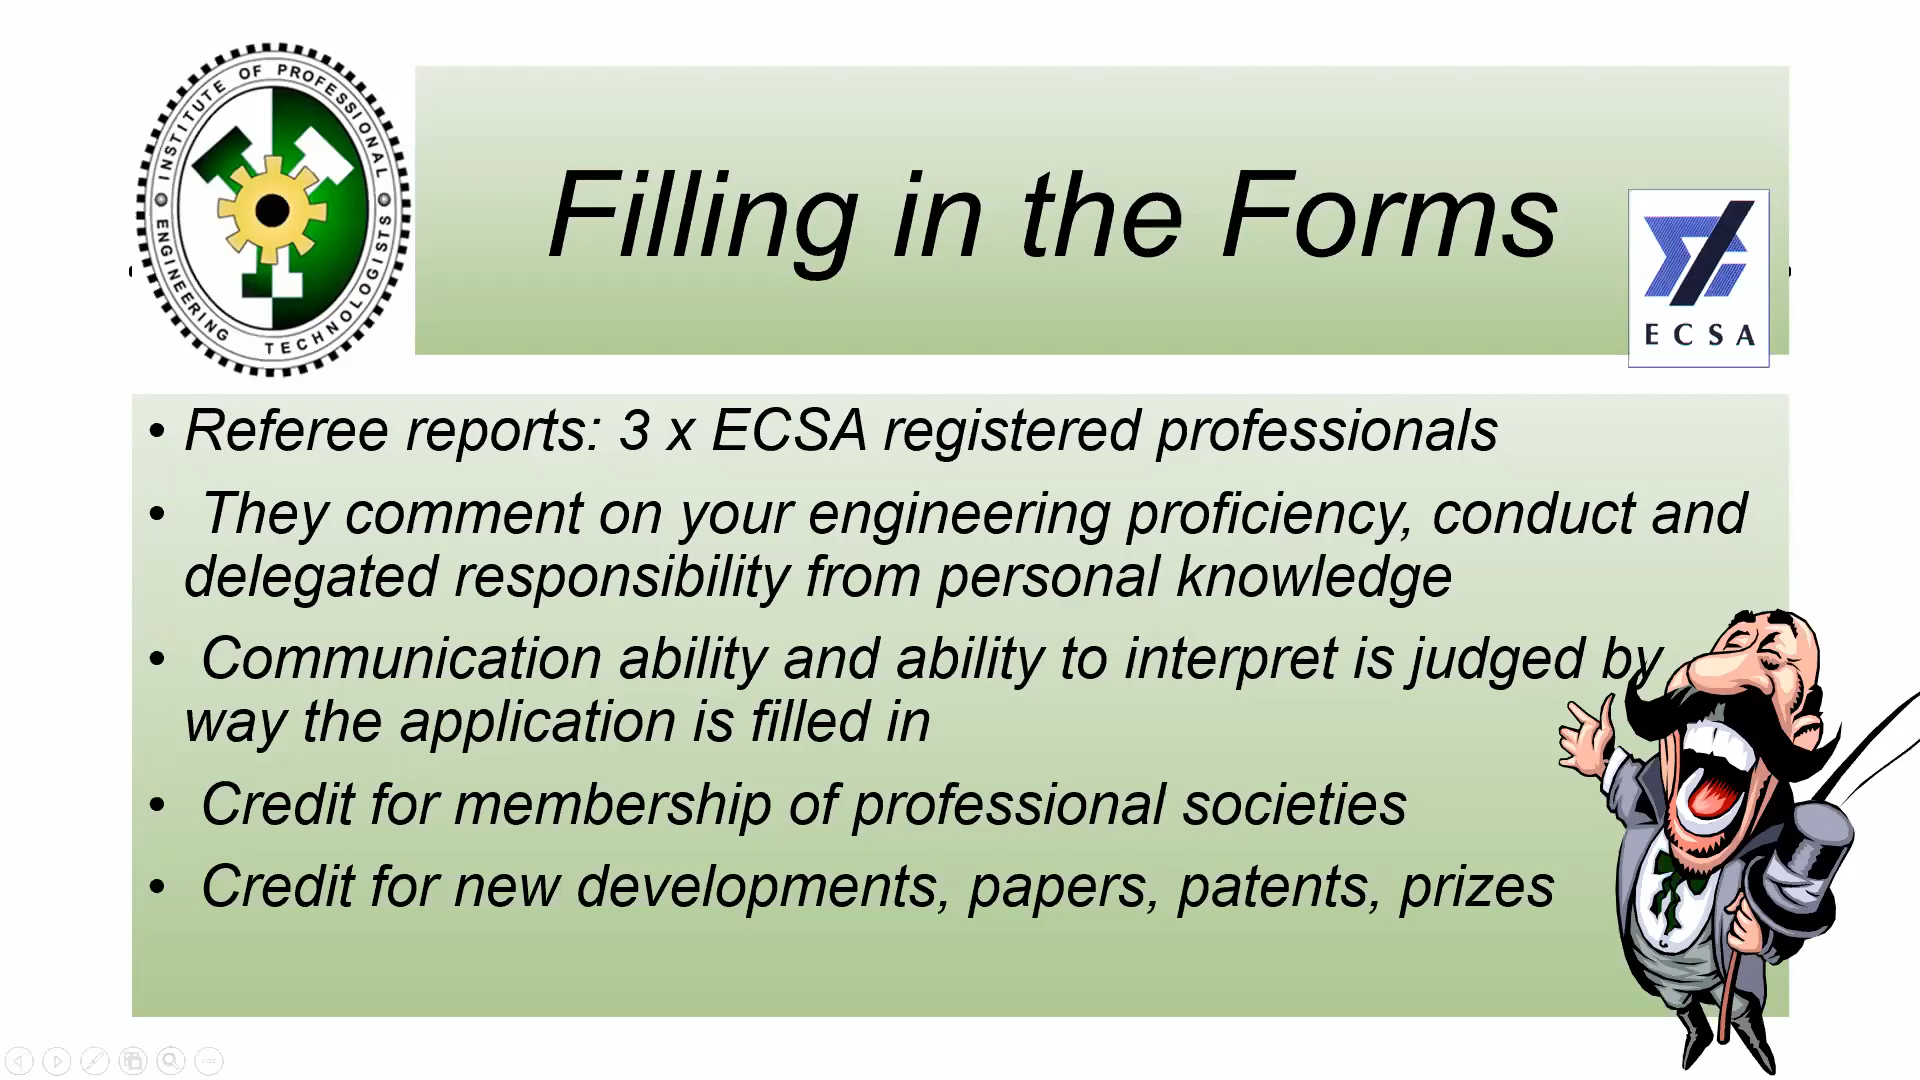 INSTITUTE OF PROFESSIONAL
ENGINEERING TECHNOLOGISTS
Filling in the Forms
ECSA
• Referee reports: 3 x ECSA registered professionals
• They comment on your engineering proficiency, conduct and
delegated responsibility from personal knowledge
• Communication ability and ability to interpret is judged by
way the application is filled in
• Credit for membership of professional societies
• Credit for new developments, papers, patents, prizes